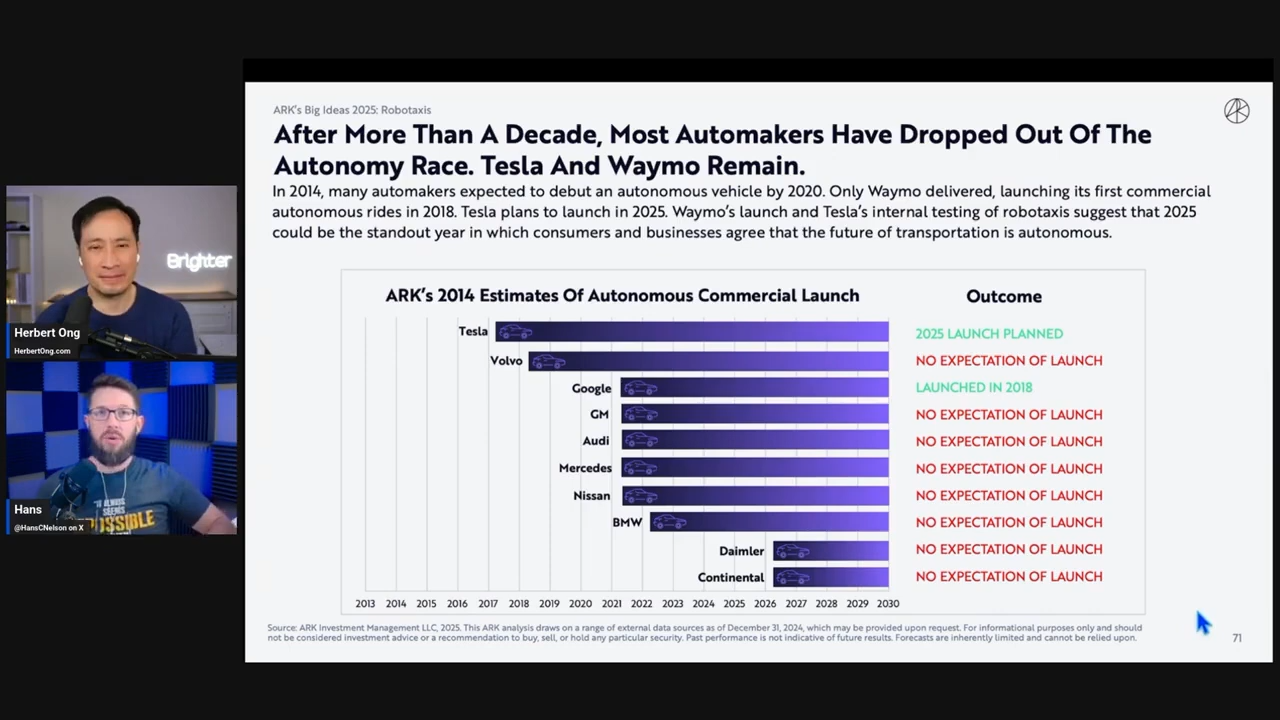 ARK's Big Ideas 2025: Robotaxis
After More Than A Decade, Most Automakers Have Dropped Out Of The
Autonomy Race. Tesla And Waymo Remain.
In 2014, many automakers expected to debut an autonomous vehicle by 2020. Only Waymo delivered, launching its first commercial
autonomous rides in 2018. Tesla plans to launch in 2025. Waymo's launch and Tesla's internal testing of robotaxis suggest that 2025
could be the standout year in which consumers and businesses agree that the future of transportation is autonomous.
Brighter
Herbert Ong
HerbertOng.com
IT ALWAYS
SEEMS
Hans
@HansCNelson on X
ARK's 2014 Estimates Of Autonomous Commercial Launch
Outcome
Tesla 2025 LAUNCH PLANNED
Volvo NO EXPECTATION OF LAUNCH
Google LAUNCHED IN 2018
GM NO EXPECTATION OF LAUNCH
Audi NO EXPECTATION OF LAUNCH
Mercedes NO EXPECTATION OF LAUNCH
Nissan NO EXPECTATION OF LAUNCH
BMW NO EXPECTATION OF LAUNCH
Daimler NO EXPECTATION OF LAUNCH
Continental NO EXPECTATION OF LAUNCH
2013 2014 2015 2016 2017 2018 2019 2020 2021 2022 2023 2024 2025 2026 2027 2028 2029 2030
Source: ARK Investment Management LLC, 2025. This ARK analysis draws on a range of external data sources as of December 31, 2024, which may be provided upon request. For informational purposes only and should
not be considered investment advice or a recommendation to buy, sell, or hold any particular security. Past performance is not indicative of future results. Forecasts are inherently limited and cannot be relied upon.
71